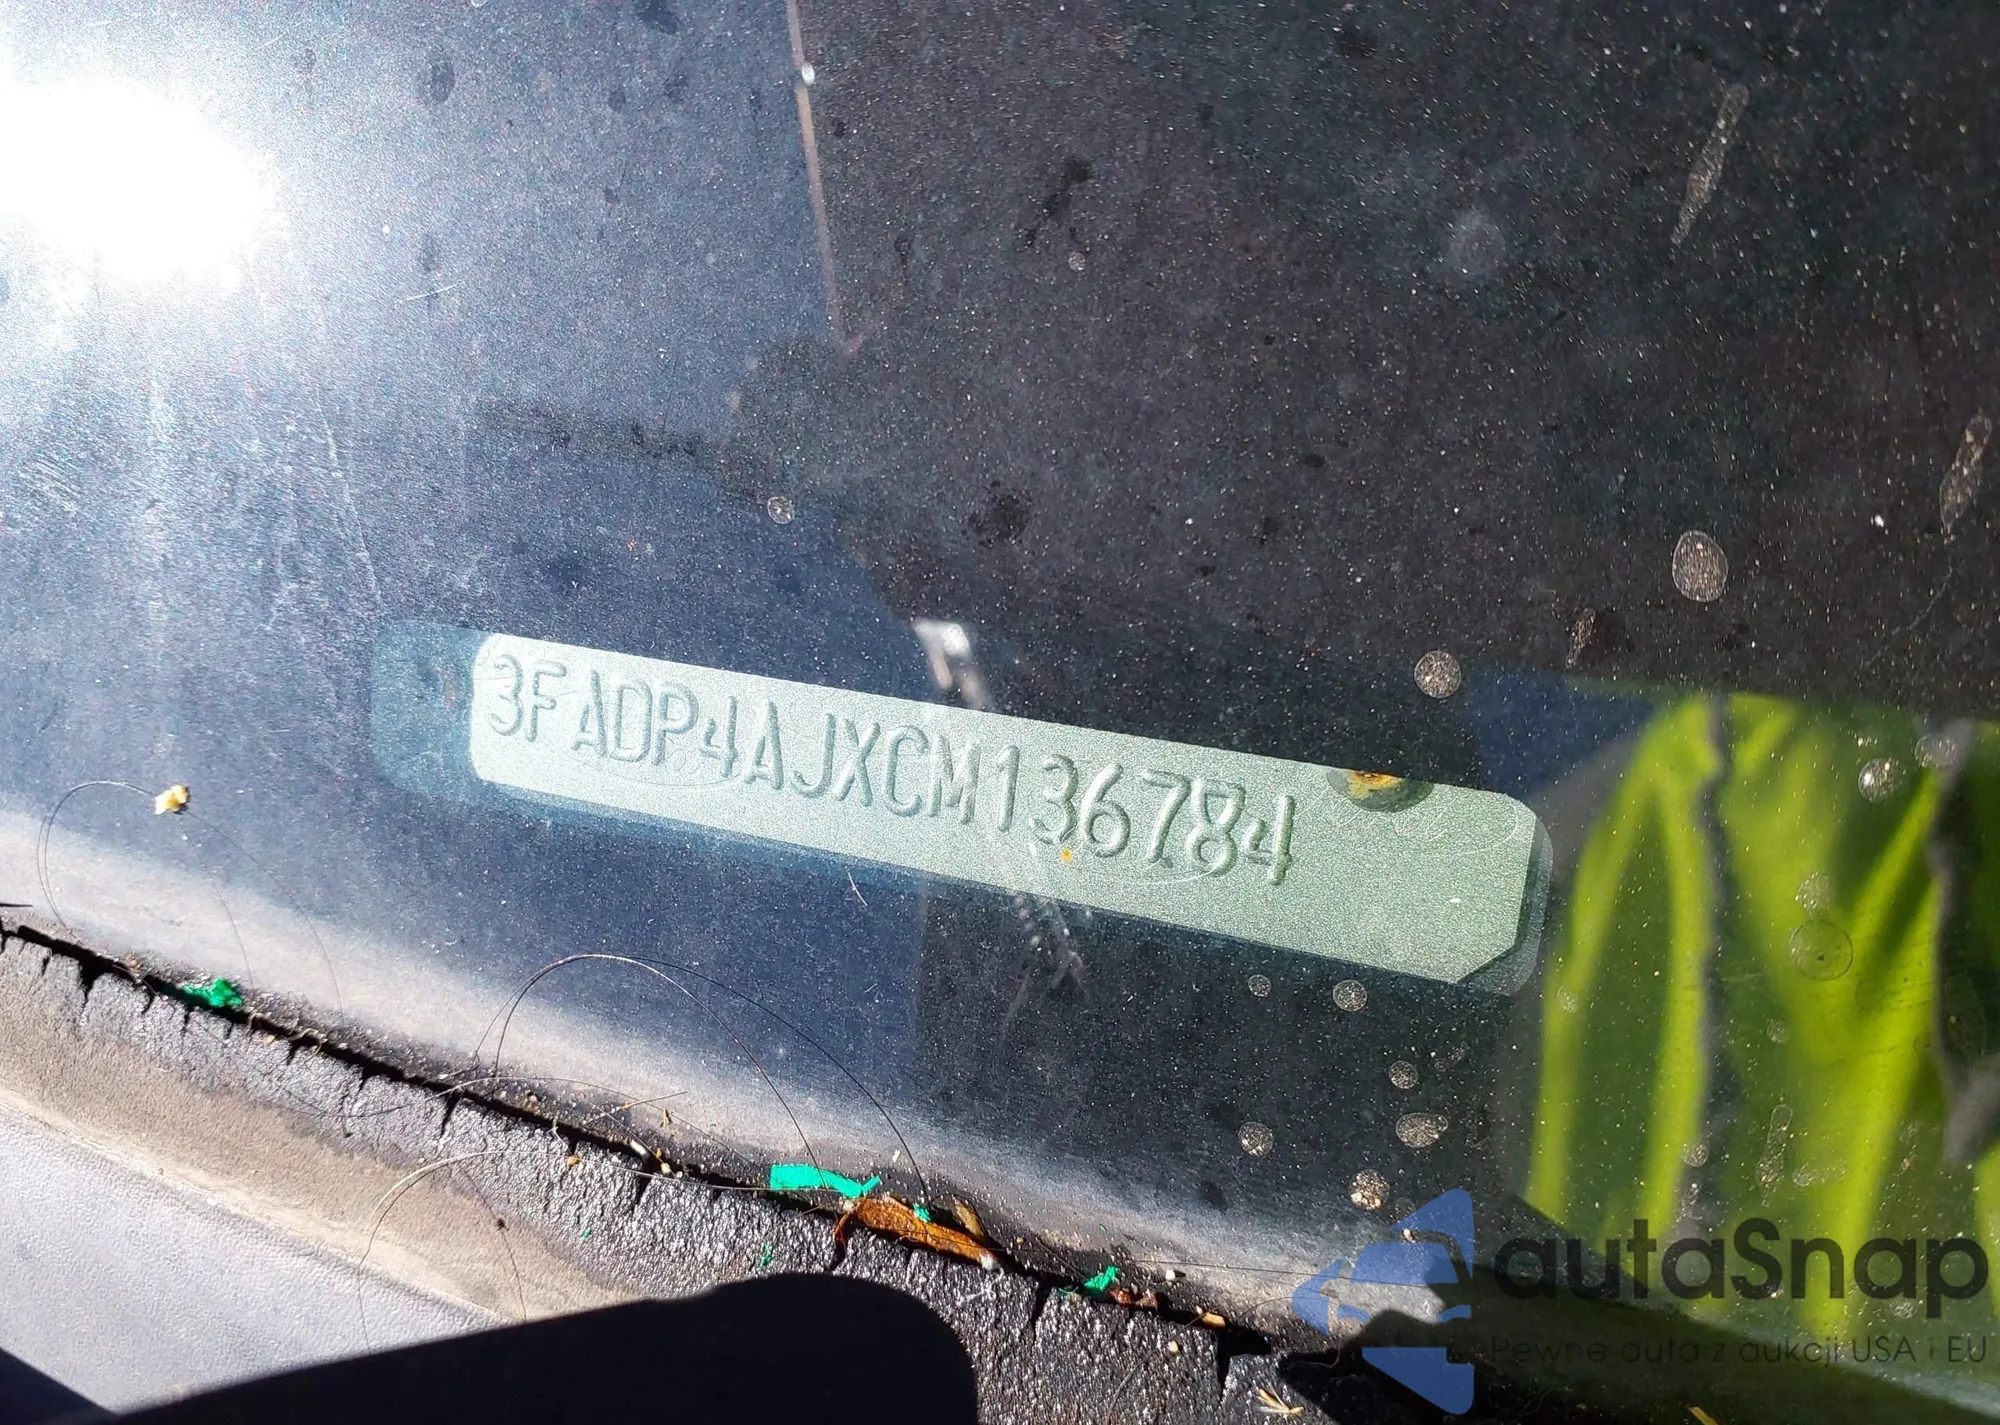 3FADP4AJXCM136784
autaSnap
Pewne auta z aukcji USA i EU